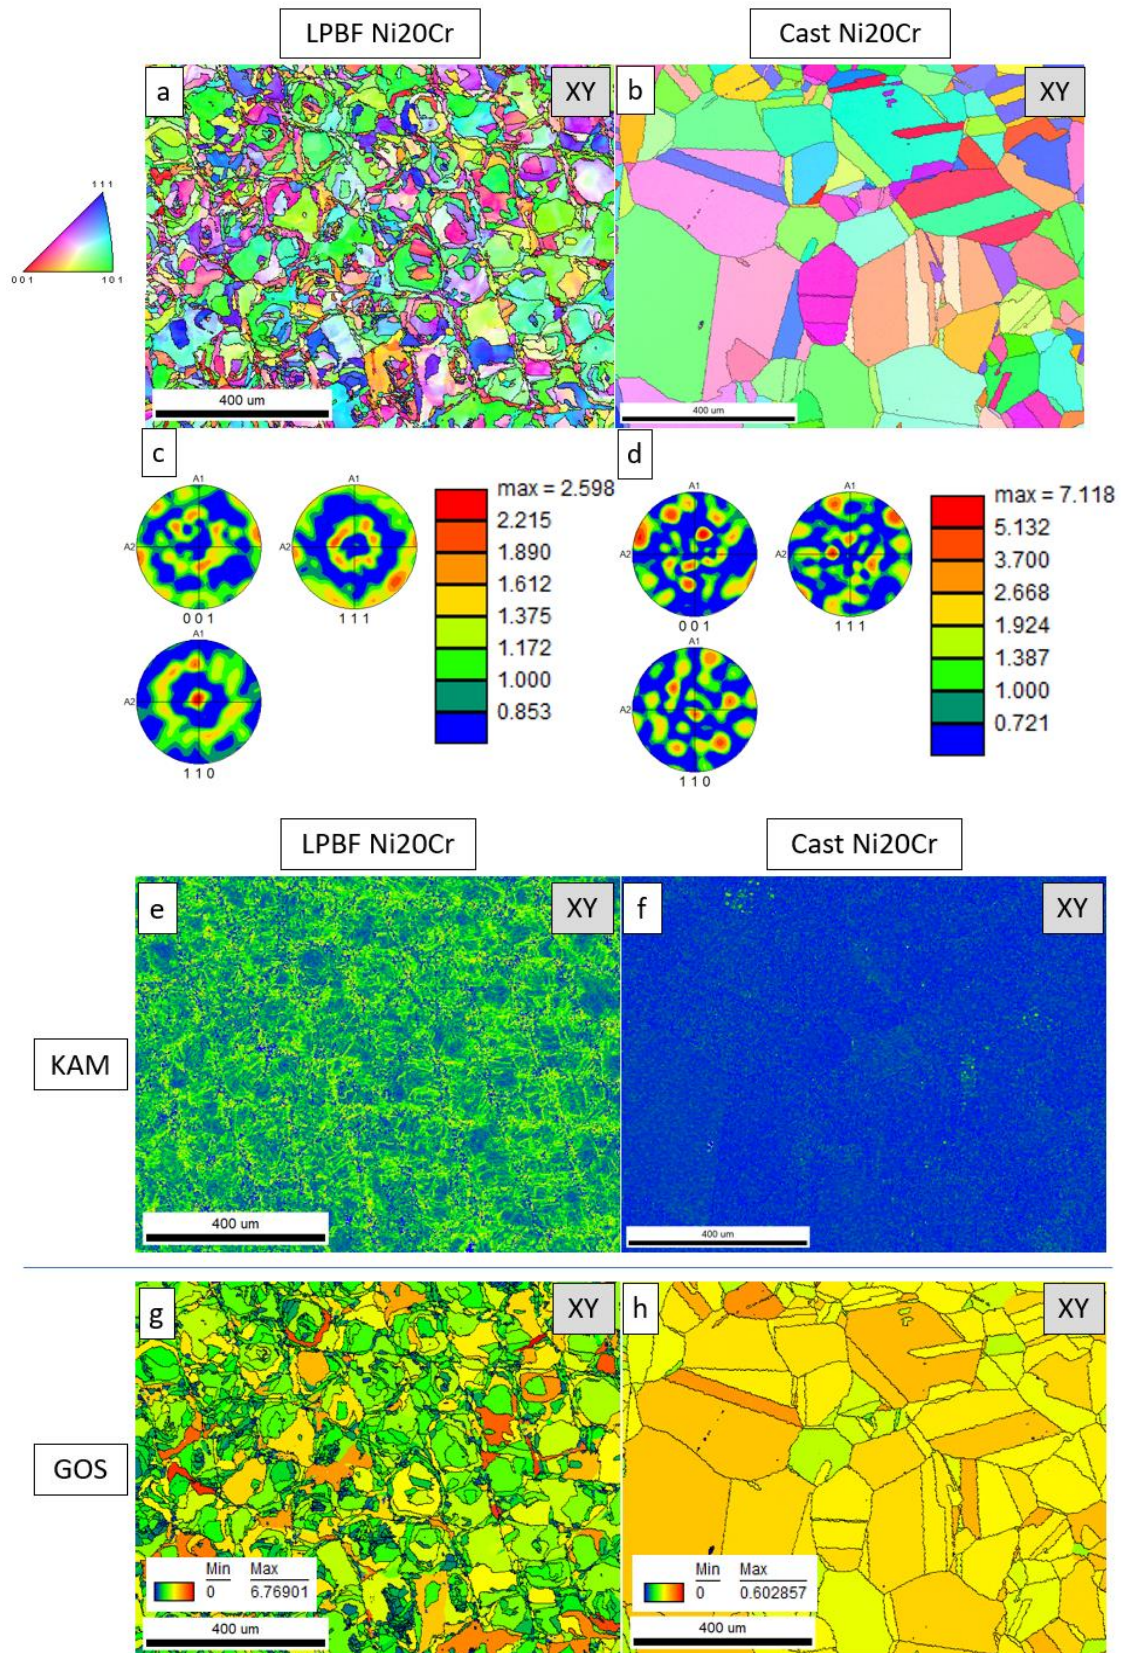 LPBF Ni20Cr
Cast Ni20Cr
a
XY
b
XY
1 1 1
0 0 1
1 0 1
400 um
400 um
c
d
A1
A1
A2
0 0 1
1 1 1
A1
A2
1 1 0
max = 2.598
2.215
1.890
1.612
1.375
1.172
1.000
0.853
A1
A1
A2
A2
0 0 1
1 1 1
A1
A2
1 1 0
max = 7.118
5.132
3.700
2.668
1.924
1.387
1.000
0.721
LPBF Ni20Cr
Cast Ni20Cr
e
XY
f
XY
KAM
400 um
400 um
g
XY
h
XY
GOS
Min Max
0 6.76901
400 um
Min Max
0 0.602857
400 um